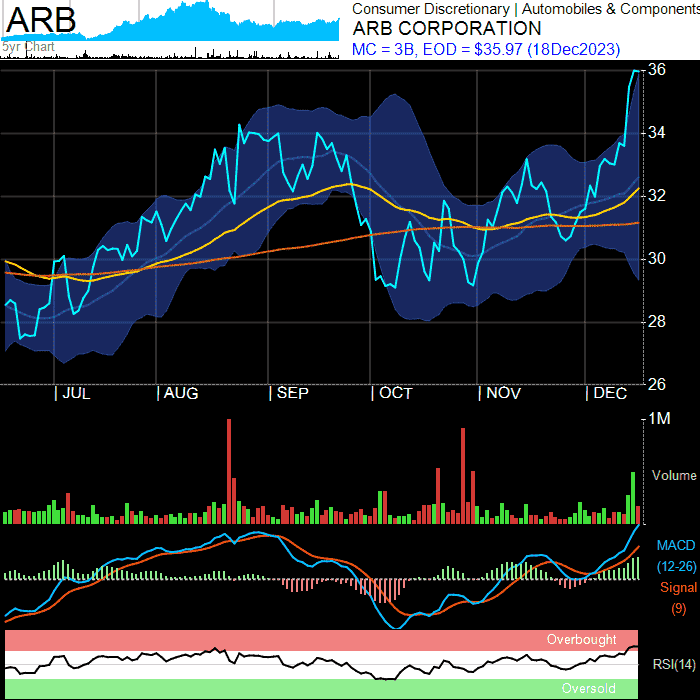 ARB
5yr Chart
Consumer Discretionary | Automobiles & Components
ARB CORPORATION
MC = 3B, EOD = $35.97 (18Dec2023)
36
34
32
30
28
26
JUL
AUG
SEP
OCT
NOV
DEC
1M
Volume
MACD
(12-26)
Signal
(9)
Overbought
RSI(14)
Oversold